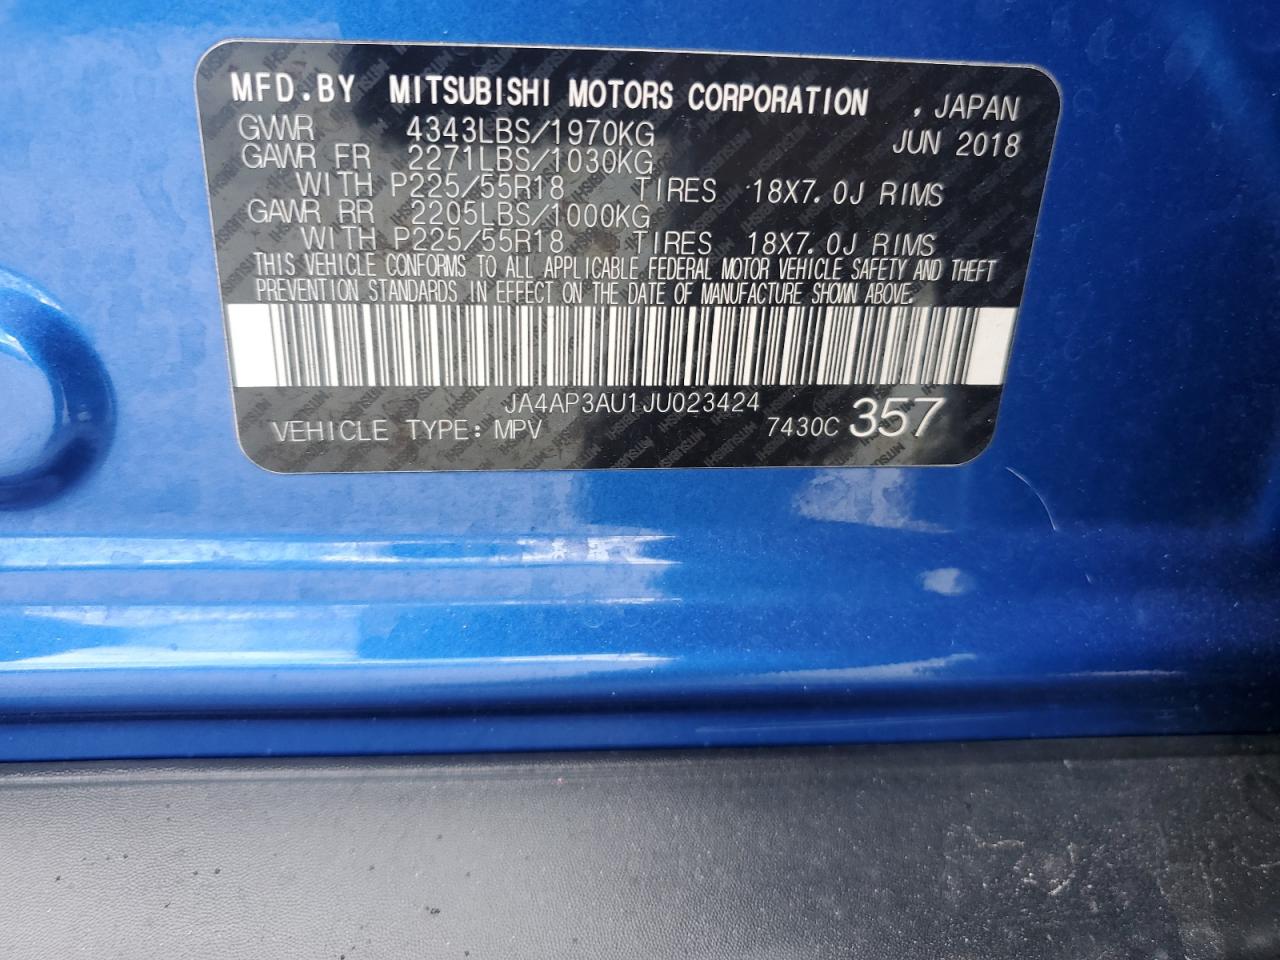 MFD.BY MITSUBISHI MOTORS CORPORATION , JAPAN
GVWR 4343LBS/1970KG JUN 2018
GAWR FR 2271LBS/1030KG
WITH P225/55R18 TIRES 18X7.0J RIMS
GAWR RR 2205LBS/1000KG
WITH P225/55R18 TIRES 18X7.0J RIMS
THIS VEHICLE CONFORMS TO ALL APPLICABLE FEDERAL MOTOR VEHICLE SAFETY AND THEFT
PREVENTION STANDARDS IN EFFECT ON THE DATE OF MANUFACTURE SHOWN ABOVE.
JA4AP3AU1JU023424
VEHICLE TYPE: MPV 7430C 357